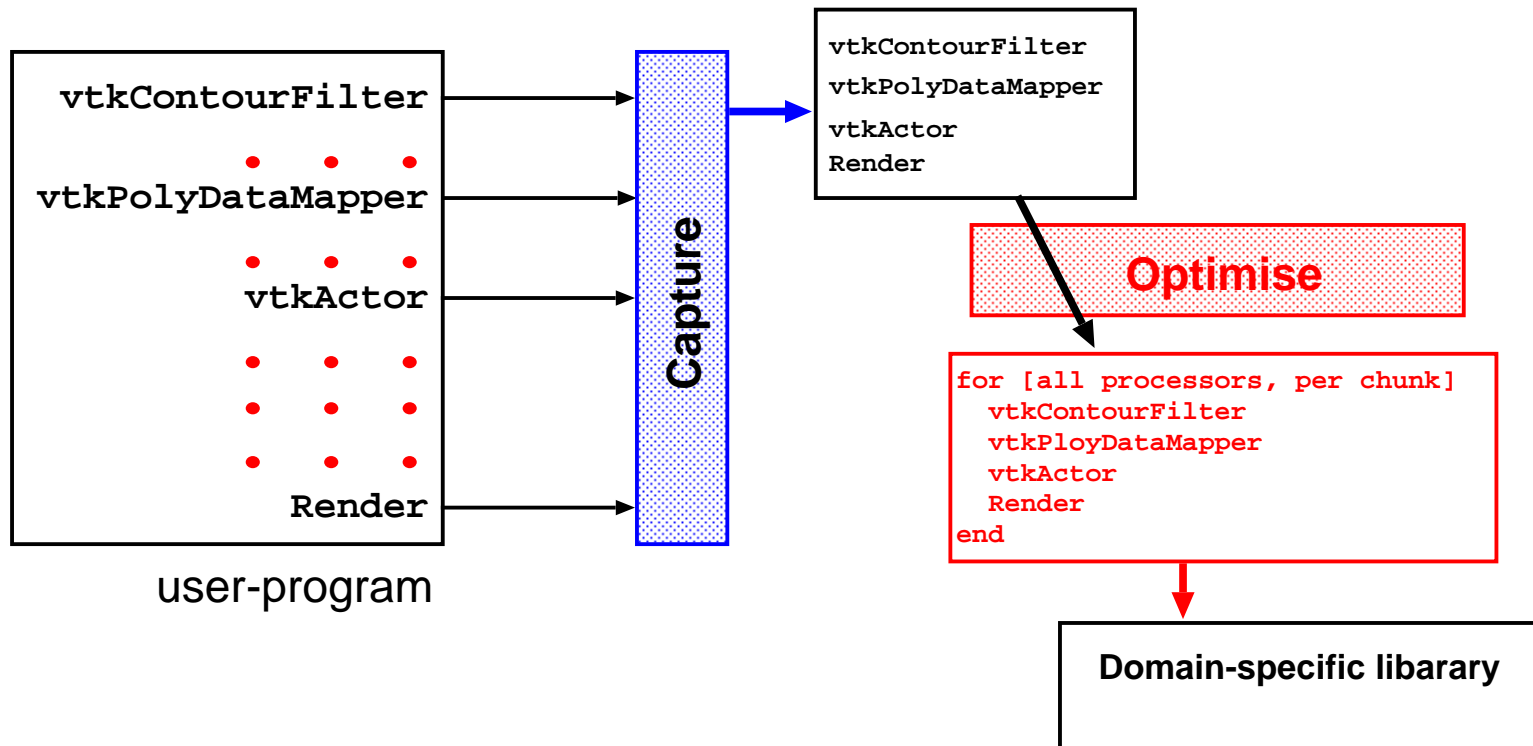 vtkContourFilter
vtkPolyDataMapper
vtkActor
Render
user-program
Capture
vtkContourFilter
vtkPolyDataMapper
vtkActor
Render
Optimise
for [all processors, per chunk]
vtkContourFilter
vtkPloyDataMapper
vtkActor
Render
end
Domain-specific libarary